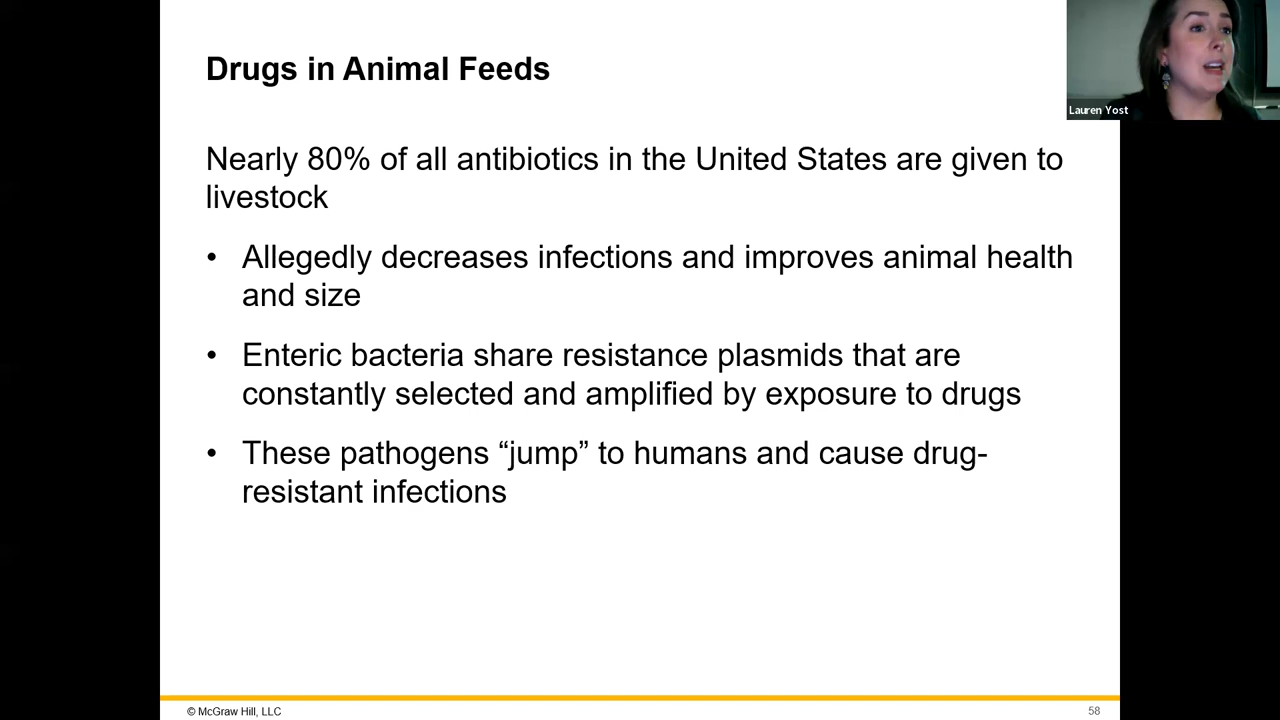 Drugs in Animal Feeds
Lauren Yost
Nearly 80% of all antibiotics in the United States are given to
livestock
• Allegedly decreases infections and improves animal health
and size
• Enteric bacteria share resistance plasmids that are
constantly selected and amplified by exposure to drugs
• These pathogens “jump” to humans and cause drug-
resistant infections
© McGraw Hill, LLC
58